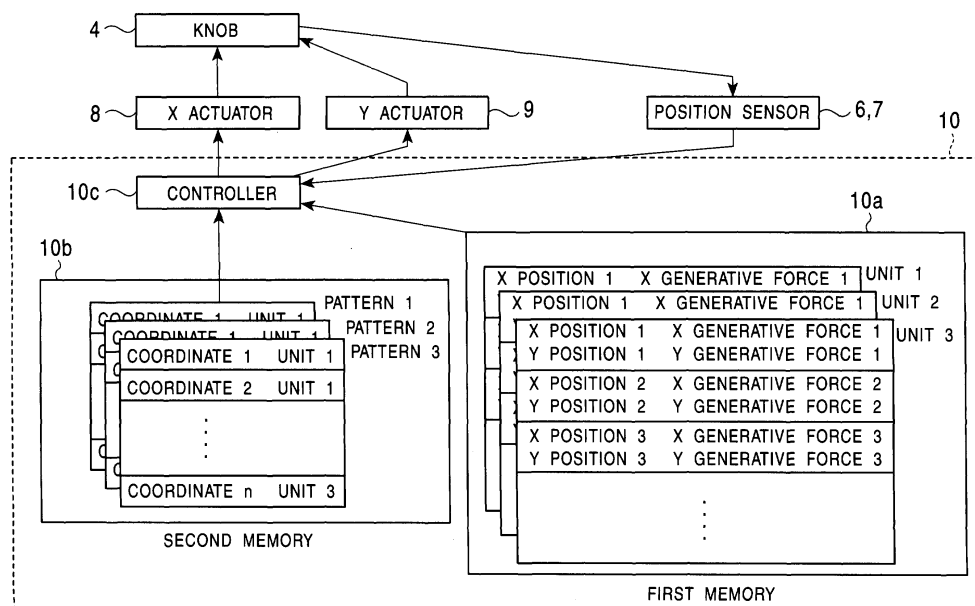 4 KNOB
8 X ACTUATOR Y ACTUATOR 9 POSITION SENSOR 6,7
10
10c CONTROLLER
10a
10b
X POSITION 1 X GENERATIVE FORCE 1 UNIT 1
X POSITION 1 X GENERATIVE FORCE 1 UNIT 2
X POSITION 1 X GENERATIVE FORCE 1 UNIT 3
Y POSITION 1 Y GENERATIVE FORCE 1
X POSITION 2 X GENERATIVE FORCE 2
Y POSITION 2 Y GENERATIVE FORCE 2
X POSITION 3 X GENERATIVE FORCE 3
Y POSITION 3 Y GENERATIVE FORCE 3
PATTERN 1
COORDINATE 1 UNIT 1
PATTERN 2
COORDINATE 1 UNIT 1
PATTERN 3
COORDINATE 1 UNIT 1
COORDINATE 2 UNIT 1
COORDINATE n UNIT 3
SECOND MEMORY
FIRST MEMORY